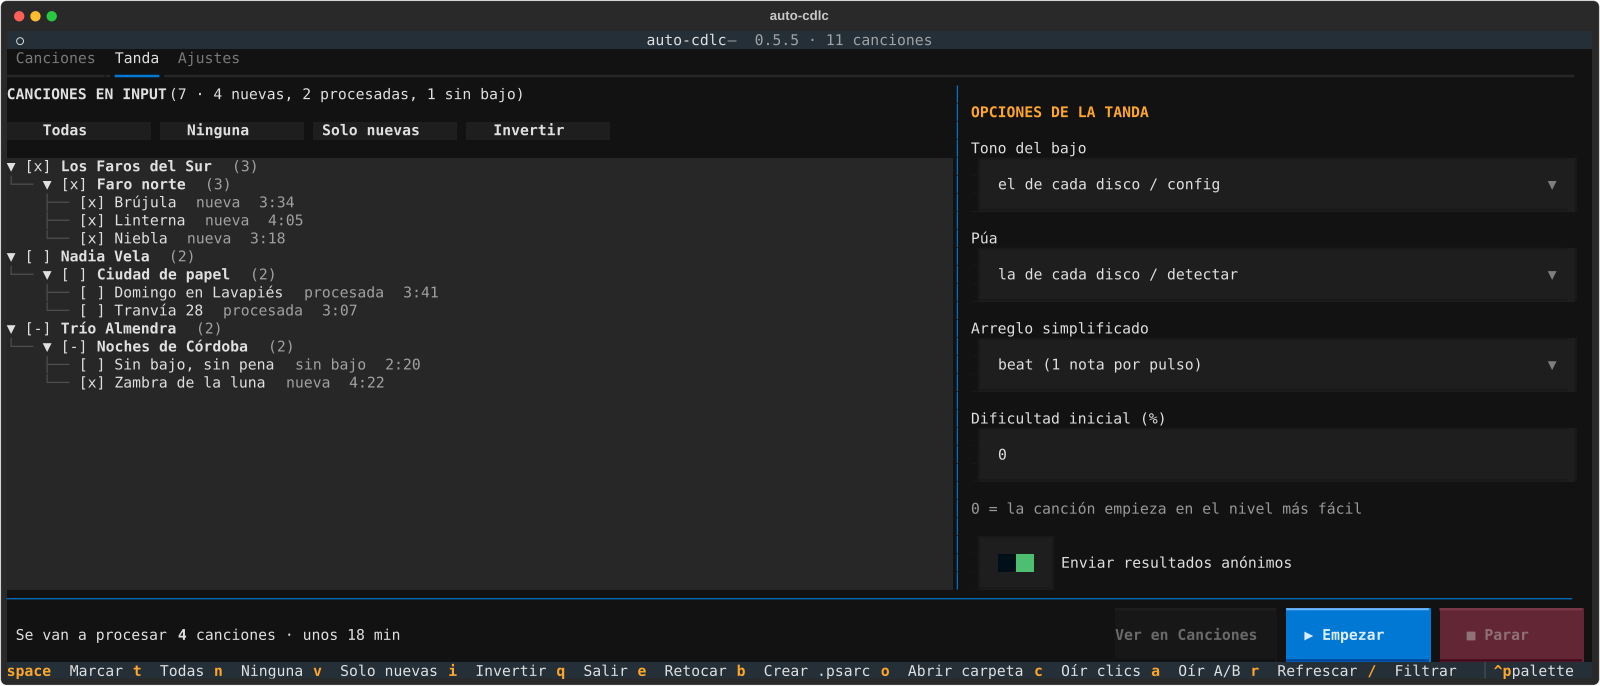 auto-cdlc
auto-cdlc— 0.5.5 · 11 canciones
Canciones Tanda Ajustes
CANCIONES EN INPUT(7 · 4 nuevas, 2 procesadas, 1 sin bajo)
Todas Ninguna Solo nuevas Invertir
▼ [x] Los Faros del Sur (3)
▼ [x] Faro norte (3)
[x] Brújula nueva 3:34
[x] Linterna nueva 4:05
[x] Niebla nueva 3:18
▼ [ ] Nadia Vela (2)
▼ [ ] Ciudad de papel (2)
[ ] Domingo en Lavapiés procesada 3:41
[ ] Tranvía 28 procesada 3:07
▼ [-] Trío Almendra (2)
▼ [-] Noches de Córdoba (2)
[ ] Sin bajo, sin pena sin bajo 2:20
[x] Zambra de la luna nueva 4:22
OPCIONES DE LA TANDA
Tono del bajo
el de cada disco / config ▼
Púa
la de cada disco / detectar ▼
Arreglo simplificado
beat (1 nota por pulso) ▼
Dificultad inicial (%)
0
0 = la canción empieza en el nivel más fácil
Enviar resultados anónimos
Se van a procesar 4 canciones · unos 18 min
Ver en Canciones ▶ Empezar ■ Parar
space Marcar t Todas n Ninguna v Solo nuevas i Invertir q Salir e Retocar b Crear .psarc o Abrir carpeta c Oír clics a Oír A/B r Refrescar / Filtrar ^ppalette